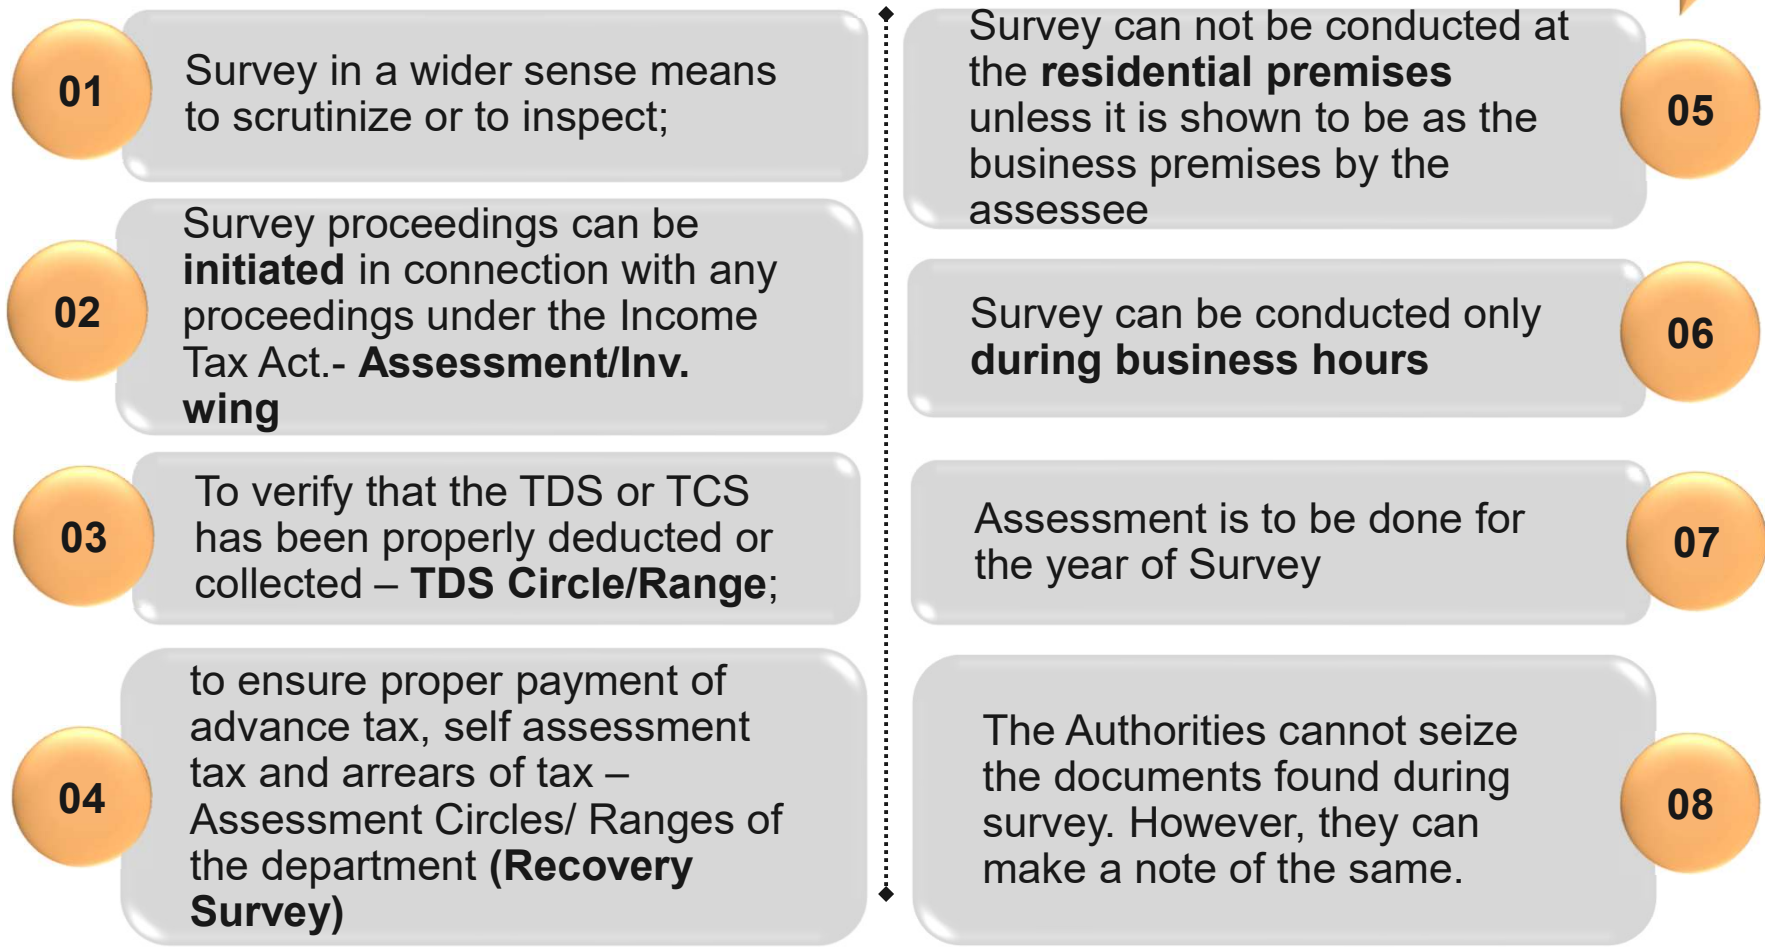 01
Survey in a wider sense means
to scrutinize or to inspect;
02
Survey proceedings can be
initiated in connection with any
proceedings under the Income
Tax Act.- Assessment/Inv.
wing
03
To verify that the TDS or TCS
has been properly deducted or
collected – TDS Circle/Range;
04
to ensure proper payment of
advance tax, self assessment
tax and arrears of tax –
Assessment Circles/ Ranges of
the department (Recovery
Survey)
Survey can not be conducted at
the residential premises
unless it is shown to be as the
business premises by the
assessee
05
Survey can be conducted only
during business hours
06
Assessment is to be done for
the year of Survey
07
The Authorities cannot seize
the documents found during
survey. However, they can
make a note of the same.
08